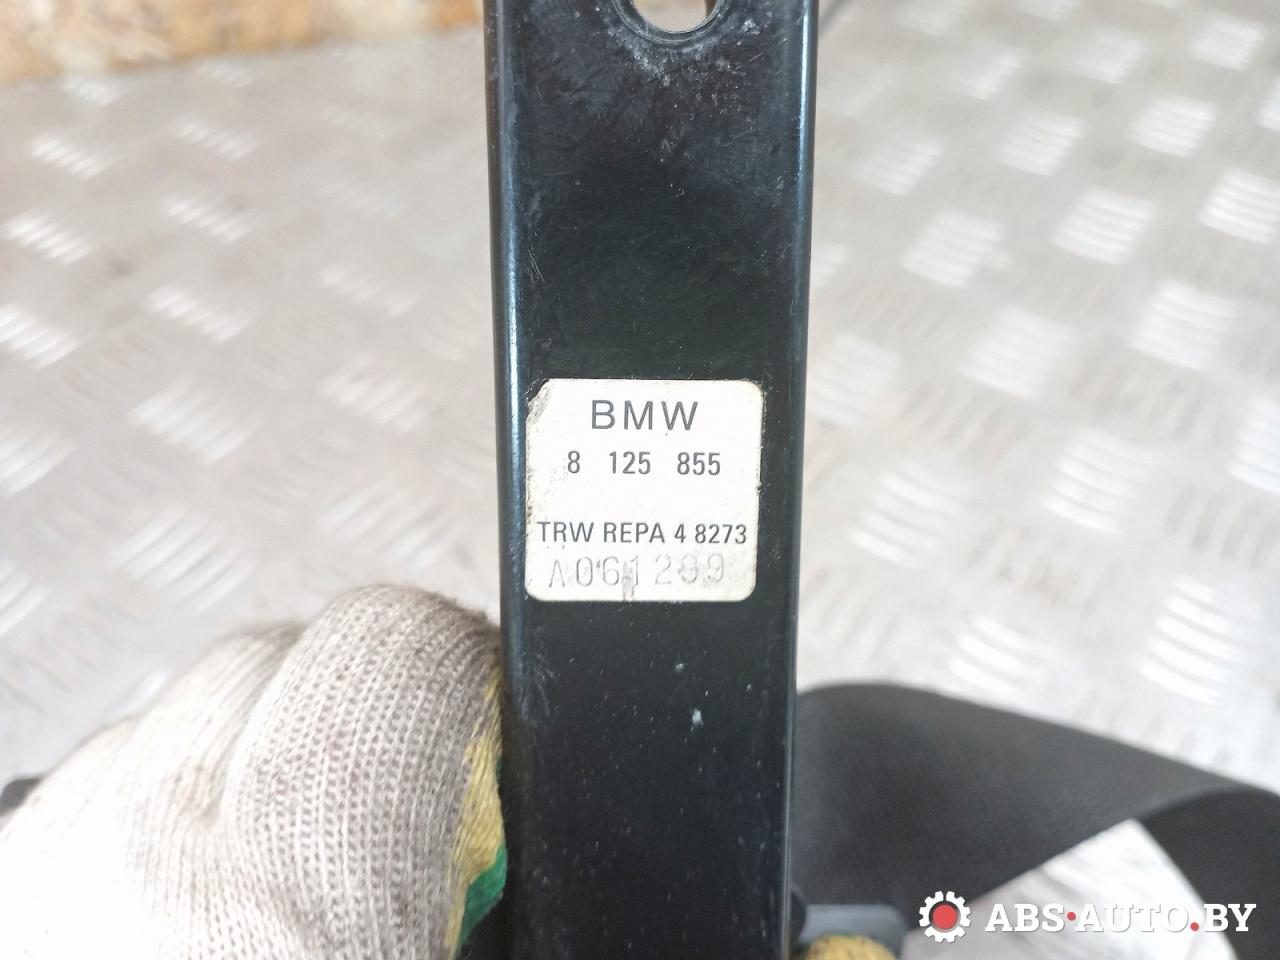 BMW
8 125 855
TRW REPA 4 8273
A061299
ABS·AUTO.BY